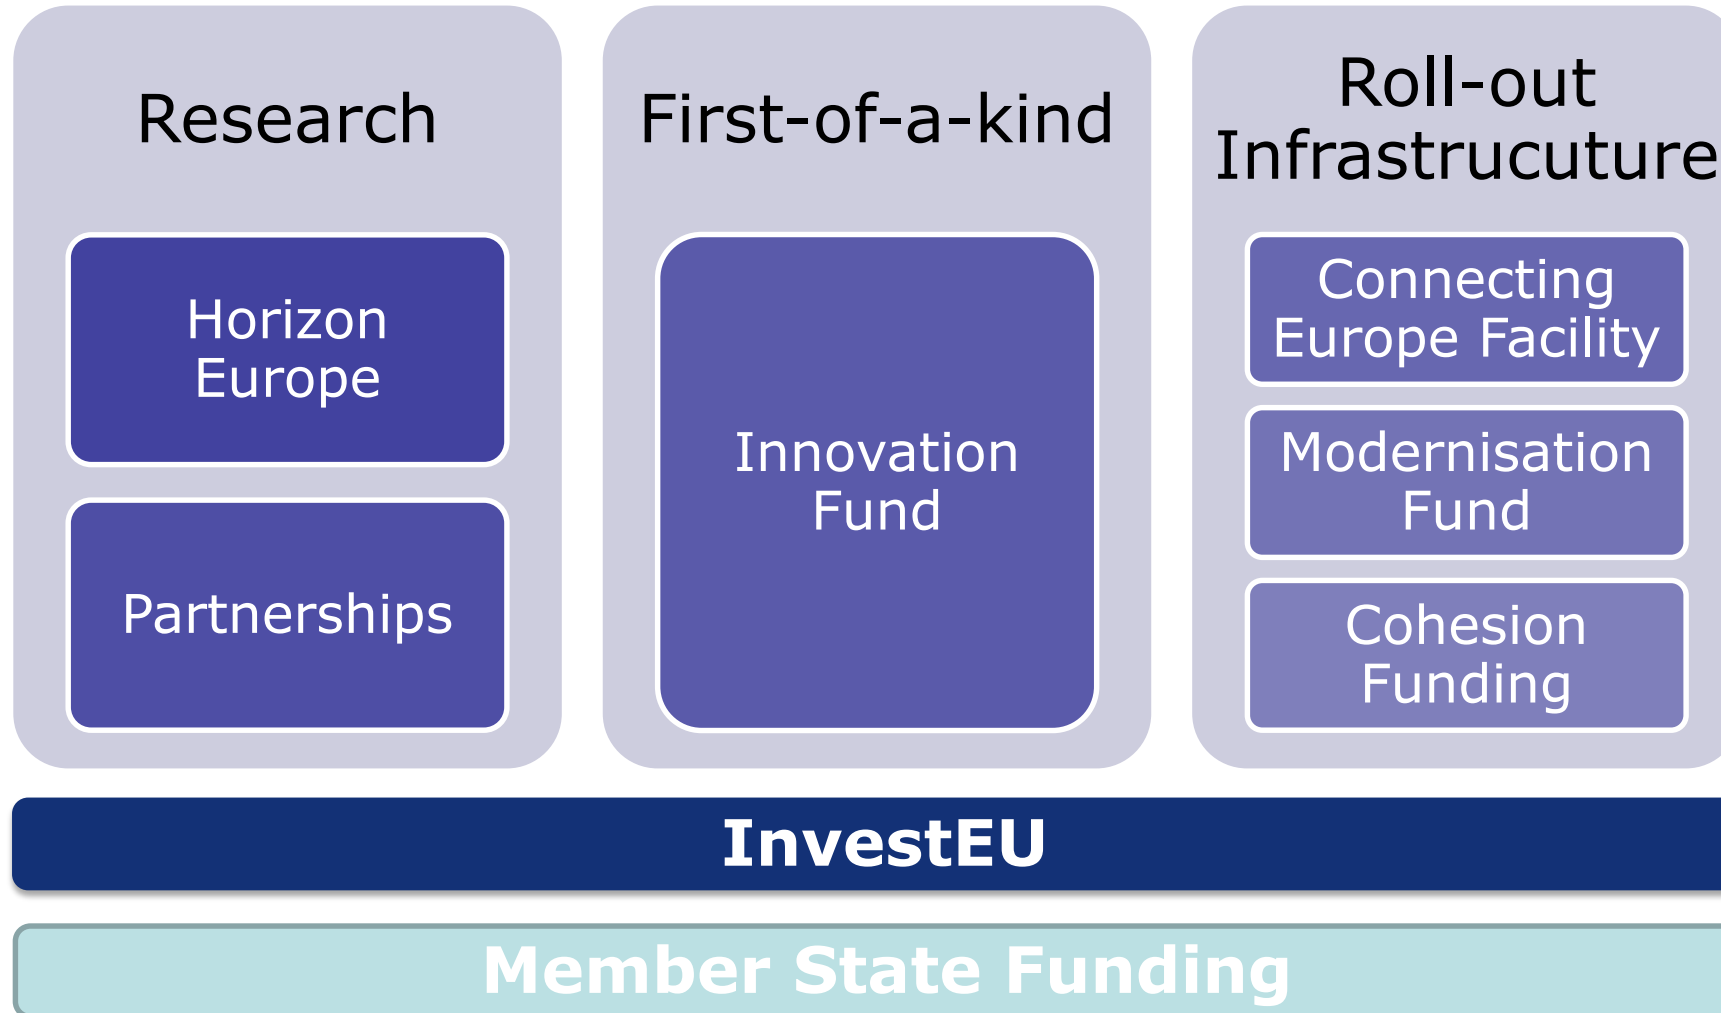 Research
Horizon
Europe
Partnerships
First-of-a-kind
Innovation
Fund
Roll-out
Infrastrucuture
Connecting
Europe Facility
Modernisation
Fund
Cohesion
Funding
InvestEU
Member State Funding